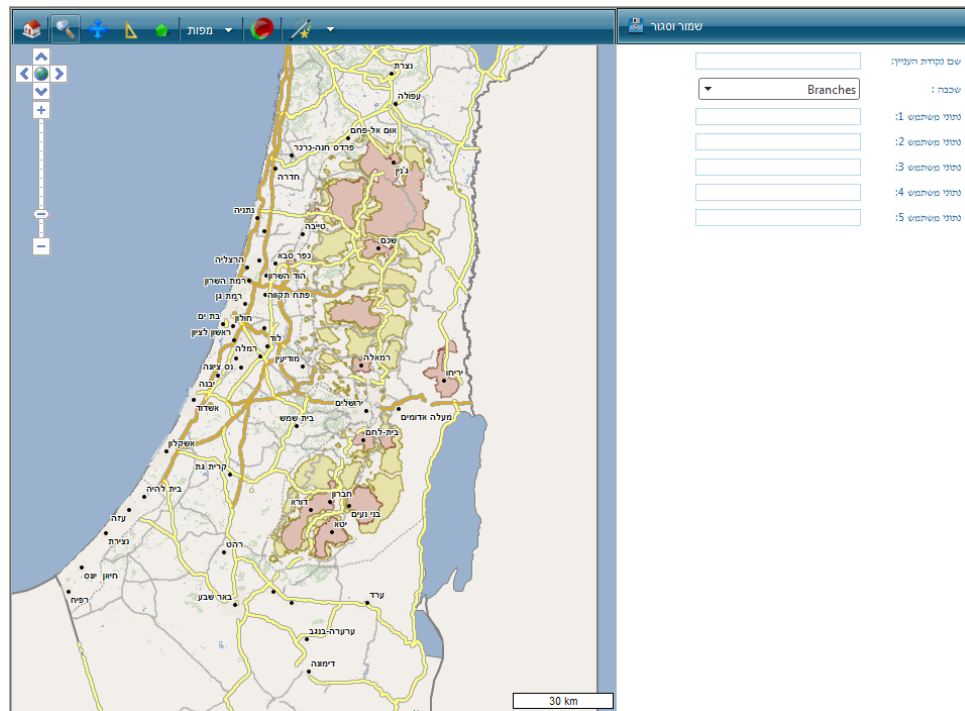 מפות
שמור וסגור
שם נקודת העניין:
שכבה :
Branches
נתוני משתמש 1:
נתוני משתמש 2:
נתוני משתמש 3:
נתוני משתמש 4:
נתוני משתמש 5:
נצרת
עפולה
אום אל-פחם
פרדס חנה-כרכר
ג'נין
חדרה
נתניה
טייבה
שכם
כפר סבא
הרצליה
הוד השרון
רמת השרון
פתח תקווה
רמת גן
בת ים
חולון
ראשון לציון
לוד
רמלה
מודיעין
רמאלה
נס ציונה
יריחו
יבנה
ירושלים
אשדוד
מעלה אדומים
בית שמש
בית-לחם
אשקלון
קרית גת
בית להיה
חברון
דורא
בני נעים
עזה
יטא
נצירת
רהט
חיאן יונס
רפיח
באר שבע
ערד
ערערה-בנגב
דימונה
30 km